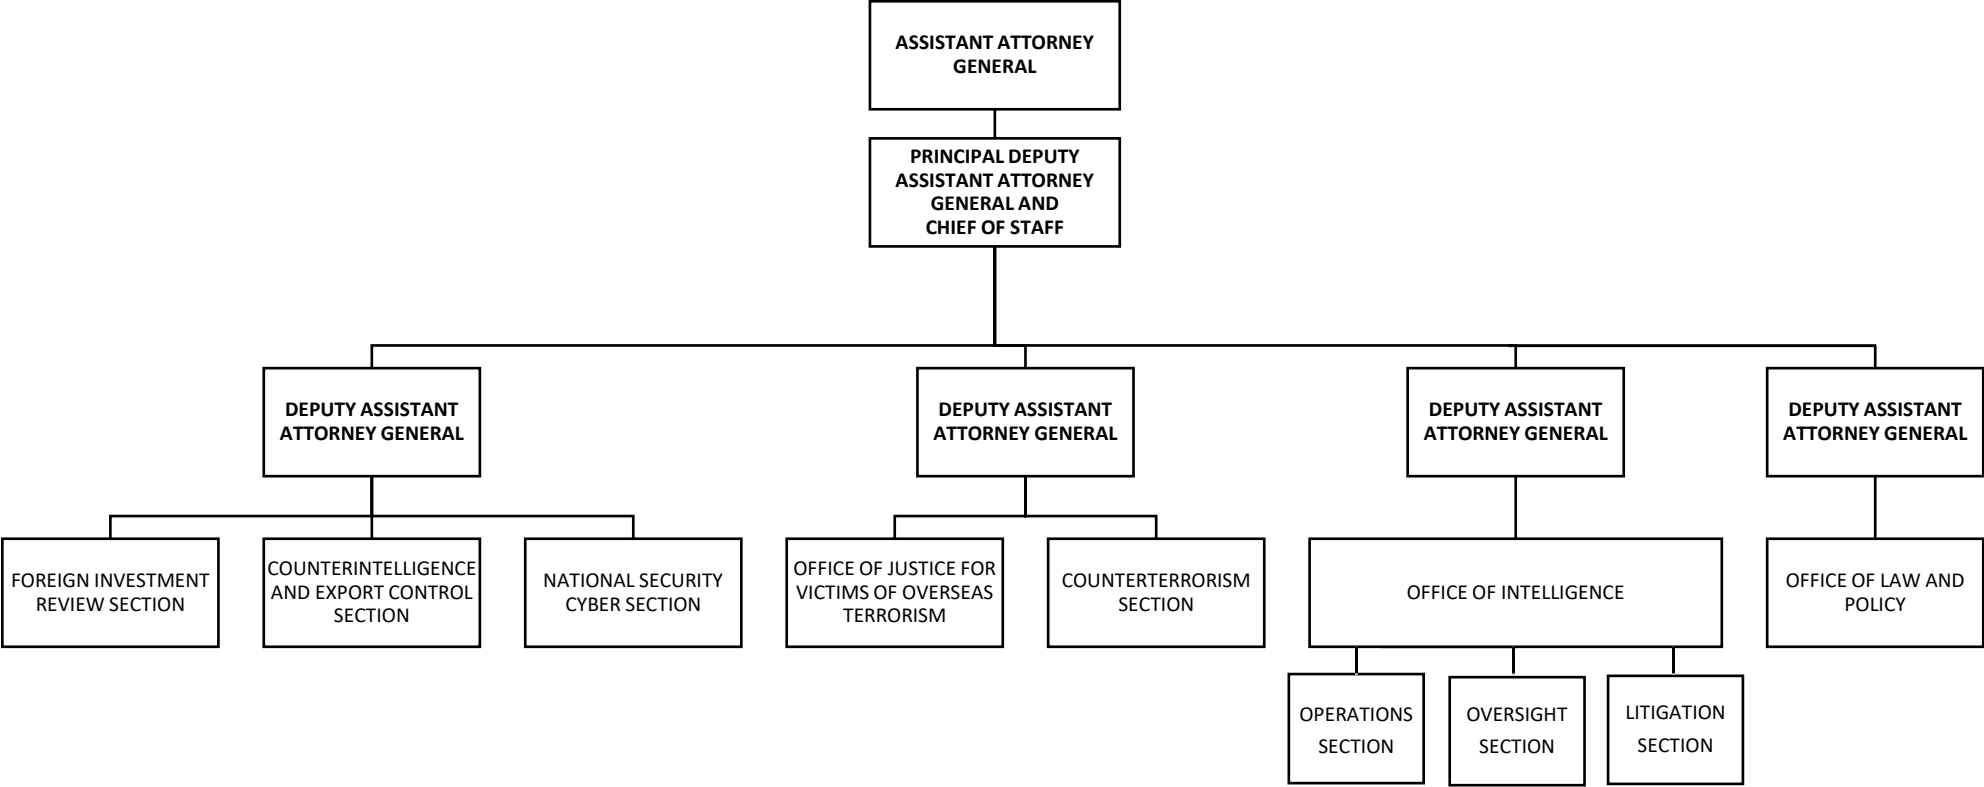 ASSISTANT ATTORNEY
GENERAL
PRINCIPAL DEPUTY
ASSISTANT ATTORNEY
GENERAL AND
CHIEF OF STAFF
DEPUTY ASSISTANT
ATTORNEY GENERAL
DEPUTY ASSISTANT
ATTORNEY GENERAL
DEPUTY ASSISTANT
ATTORNEY GENERAL
DEPUTY ASSISTANT
ATTORNEY GENERAL
FOREIGN INVESTMENT
REVIEW SECTION
COUNTERINTELLIGENCE
AND EXPORT CONTROL
SECTION
NATIONAL SECURITY
CYBER SECTION
OFFICE OF JUSTICE FOR
VICTIMS OF OVERSEAS
TERRORISM
COUNTERTERRORISM
SECTION
OFFICE OF INTELLIGENCE
OFFICE OF LAW AND
POLICY
OPERATIONS
SECTION
OVERSIGHT
SECTION
LITIGATION
SECTION